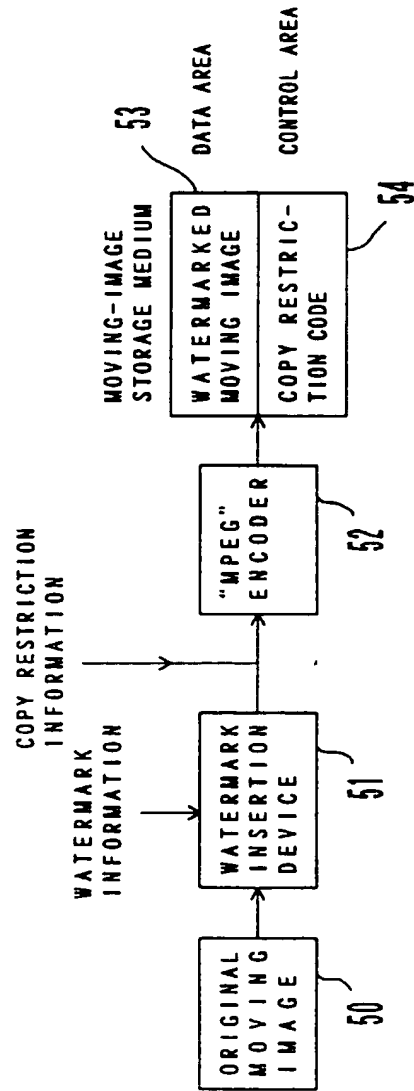 ORIGINAL
MOVING
IMAGE
50
WATERMARK
INFORMATION
WATERMARK
INSERTION
DEVICE
51
COPY RESTRICTION
INFORMATION
"MPEG"
ENCODER
52
MOVING-IMAGE
STORAGE MEDIUM
WATERMARKED
MOVING IMAGE
53
DATA AREA
COPY RESTRIC-
TION CODE
54
CONTROL AREA